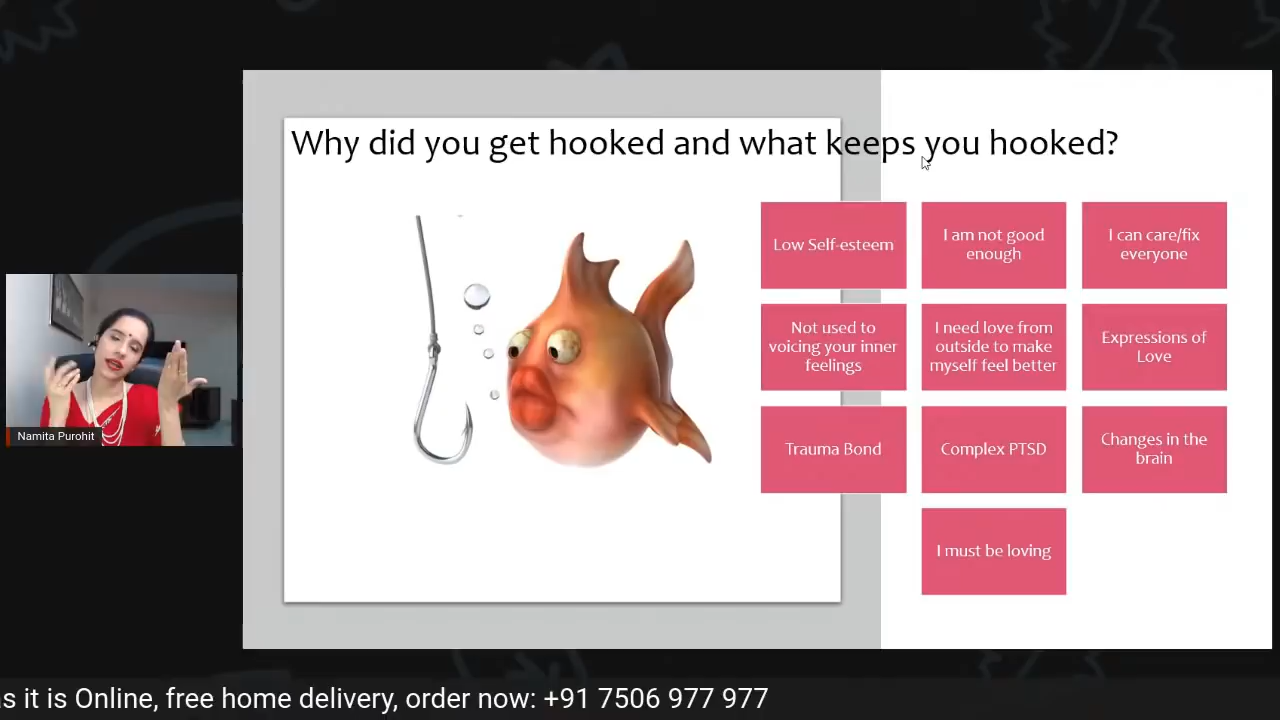 Why did you get hooked and what keeps you hooked?
Low Self-esteem
I am not good
enough
I can care/fix
everyone
Not used to
voicing your inner
feelings
I need love from
outside to make
myself feel better
Expressions of
Love
Trauma Bond
Complex PTSD
Changes in the
brain
I must be loving
Namita Purohit
as it is Online, free home delivery, order now: +91 7506 977 977